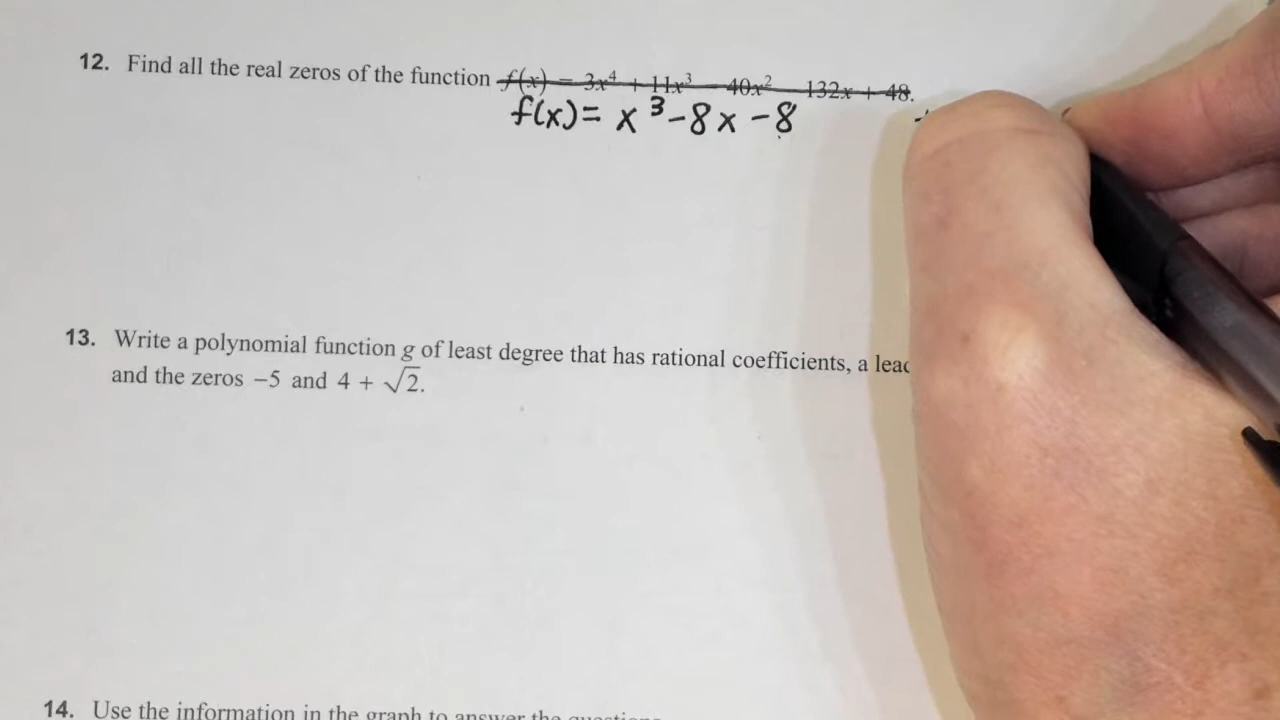 12. Find all the real zeros of the function f(x) = 3x⁴ + 11x³ − 40x² − 132x + 48.
f(x) = x³ - 8x - 8
13. Write a polynomial function g of least degree that has rational coefficients, a
and the zeros −5 and 4 + √2.
14. Use the information in the graph to answer the